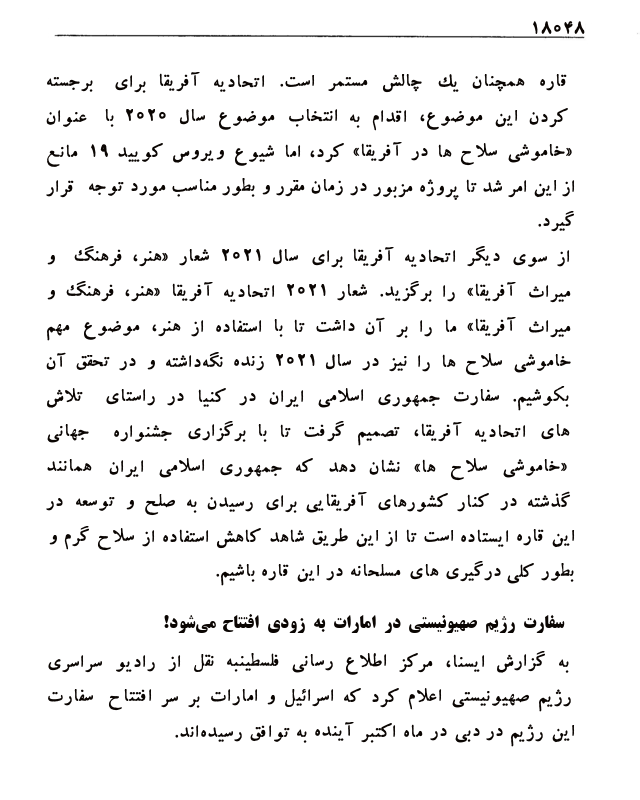 ۱۸۰۴۸
قاره همچنان یك چالش مستمر است. اتحادیه آفریقا برای برجسته
کردن این موضوع، اقدام به انتخاب موضوع سال ۲۰۲۰ با عنوان
«خاموشی سلاح ها در آفریقا» کرد، اما شیوع ویروس کویید ۱۹ مانع
از این امر شد تا پروژه مزبور در زمان مقرر و بطور مناسب مورد توجه قرار
گیرد.
از سوی دیگر اتحادیه آفریقا برای سال ۲۰۲۱ شعار «هنر، فرهنگ و
میراث آفریقا» را برگزید. شعار ۲۰۲۱ اتحادیه آفریقا «هنر، فرهنگ و
میراث آفریقا» ما را بر آن داشت تا با استفاده از هنر، موضوع مهم
خاموشی سلاح ها را نیز در سال ۲۰۲۱ زنده نگه‌داشته و در تحقق آن
بکوشیم. سفارت جمهوری اسلامی ایران در کنیا در راستای تلاش
های اتحادیه آفریقا، تصمیم گرفت تا با برگزاری جشنواره جهانی
«خاموشی سلاح ها» نشان دهد که جمهوری اسلامی ایران همانند
گذشته در کنار کشورهای آفریقایی برای رسیدن به صلح و توسعه در
این قاره ایستاده است تا از این طریق شاهد کاهش استفاده از سلاح گرم و
بطور کلی درگیری های مسلحانه در این قاره باشیم.
سفارت رژیم صهیونیستی در امارات به زودی افتتاح می‌شود!
به گزارش ایسنا، مرکز اطلاع رسانی فلسطینبه نقل از رادیو سراسری
رژیم صهیونیستی اعلام کرد که اسرائیل و امارات بر سر افتتاح سفارت
این رژیم در دبی در ماه اکتبر آینده به توافق رسیده‌اند.